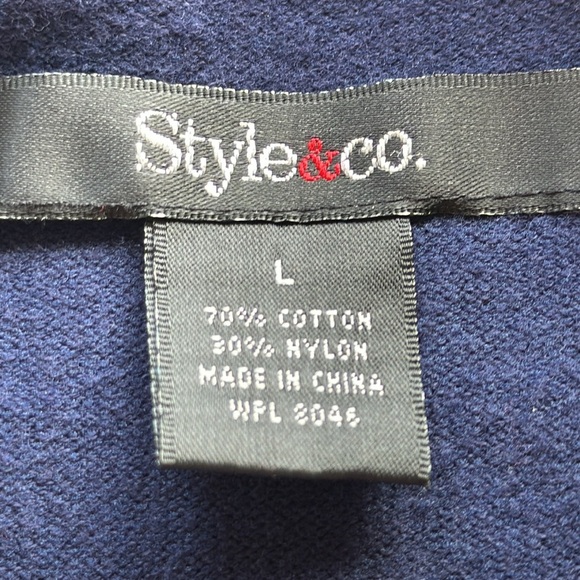 Style&co.
L
70% COTTON
30% NYLON
MADE IN CHINA
WPL 8046